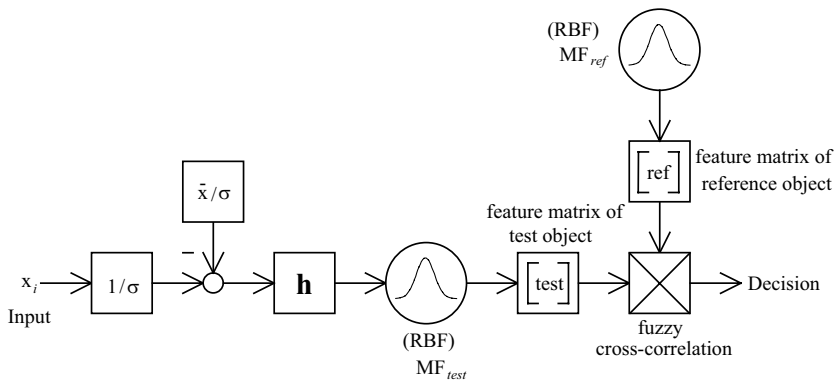 (RBF)
MF_ref
[ref]
feature matrix of
reference object
x̄/σ
feature matrix of
test object
x_i
1/σ
−
h
[test]
Decision
Input
(RBF)
MF_test
fuzzy
cross-correlation